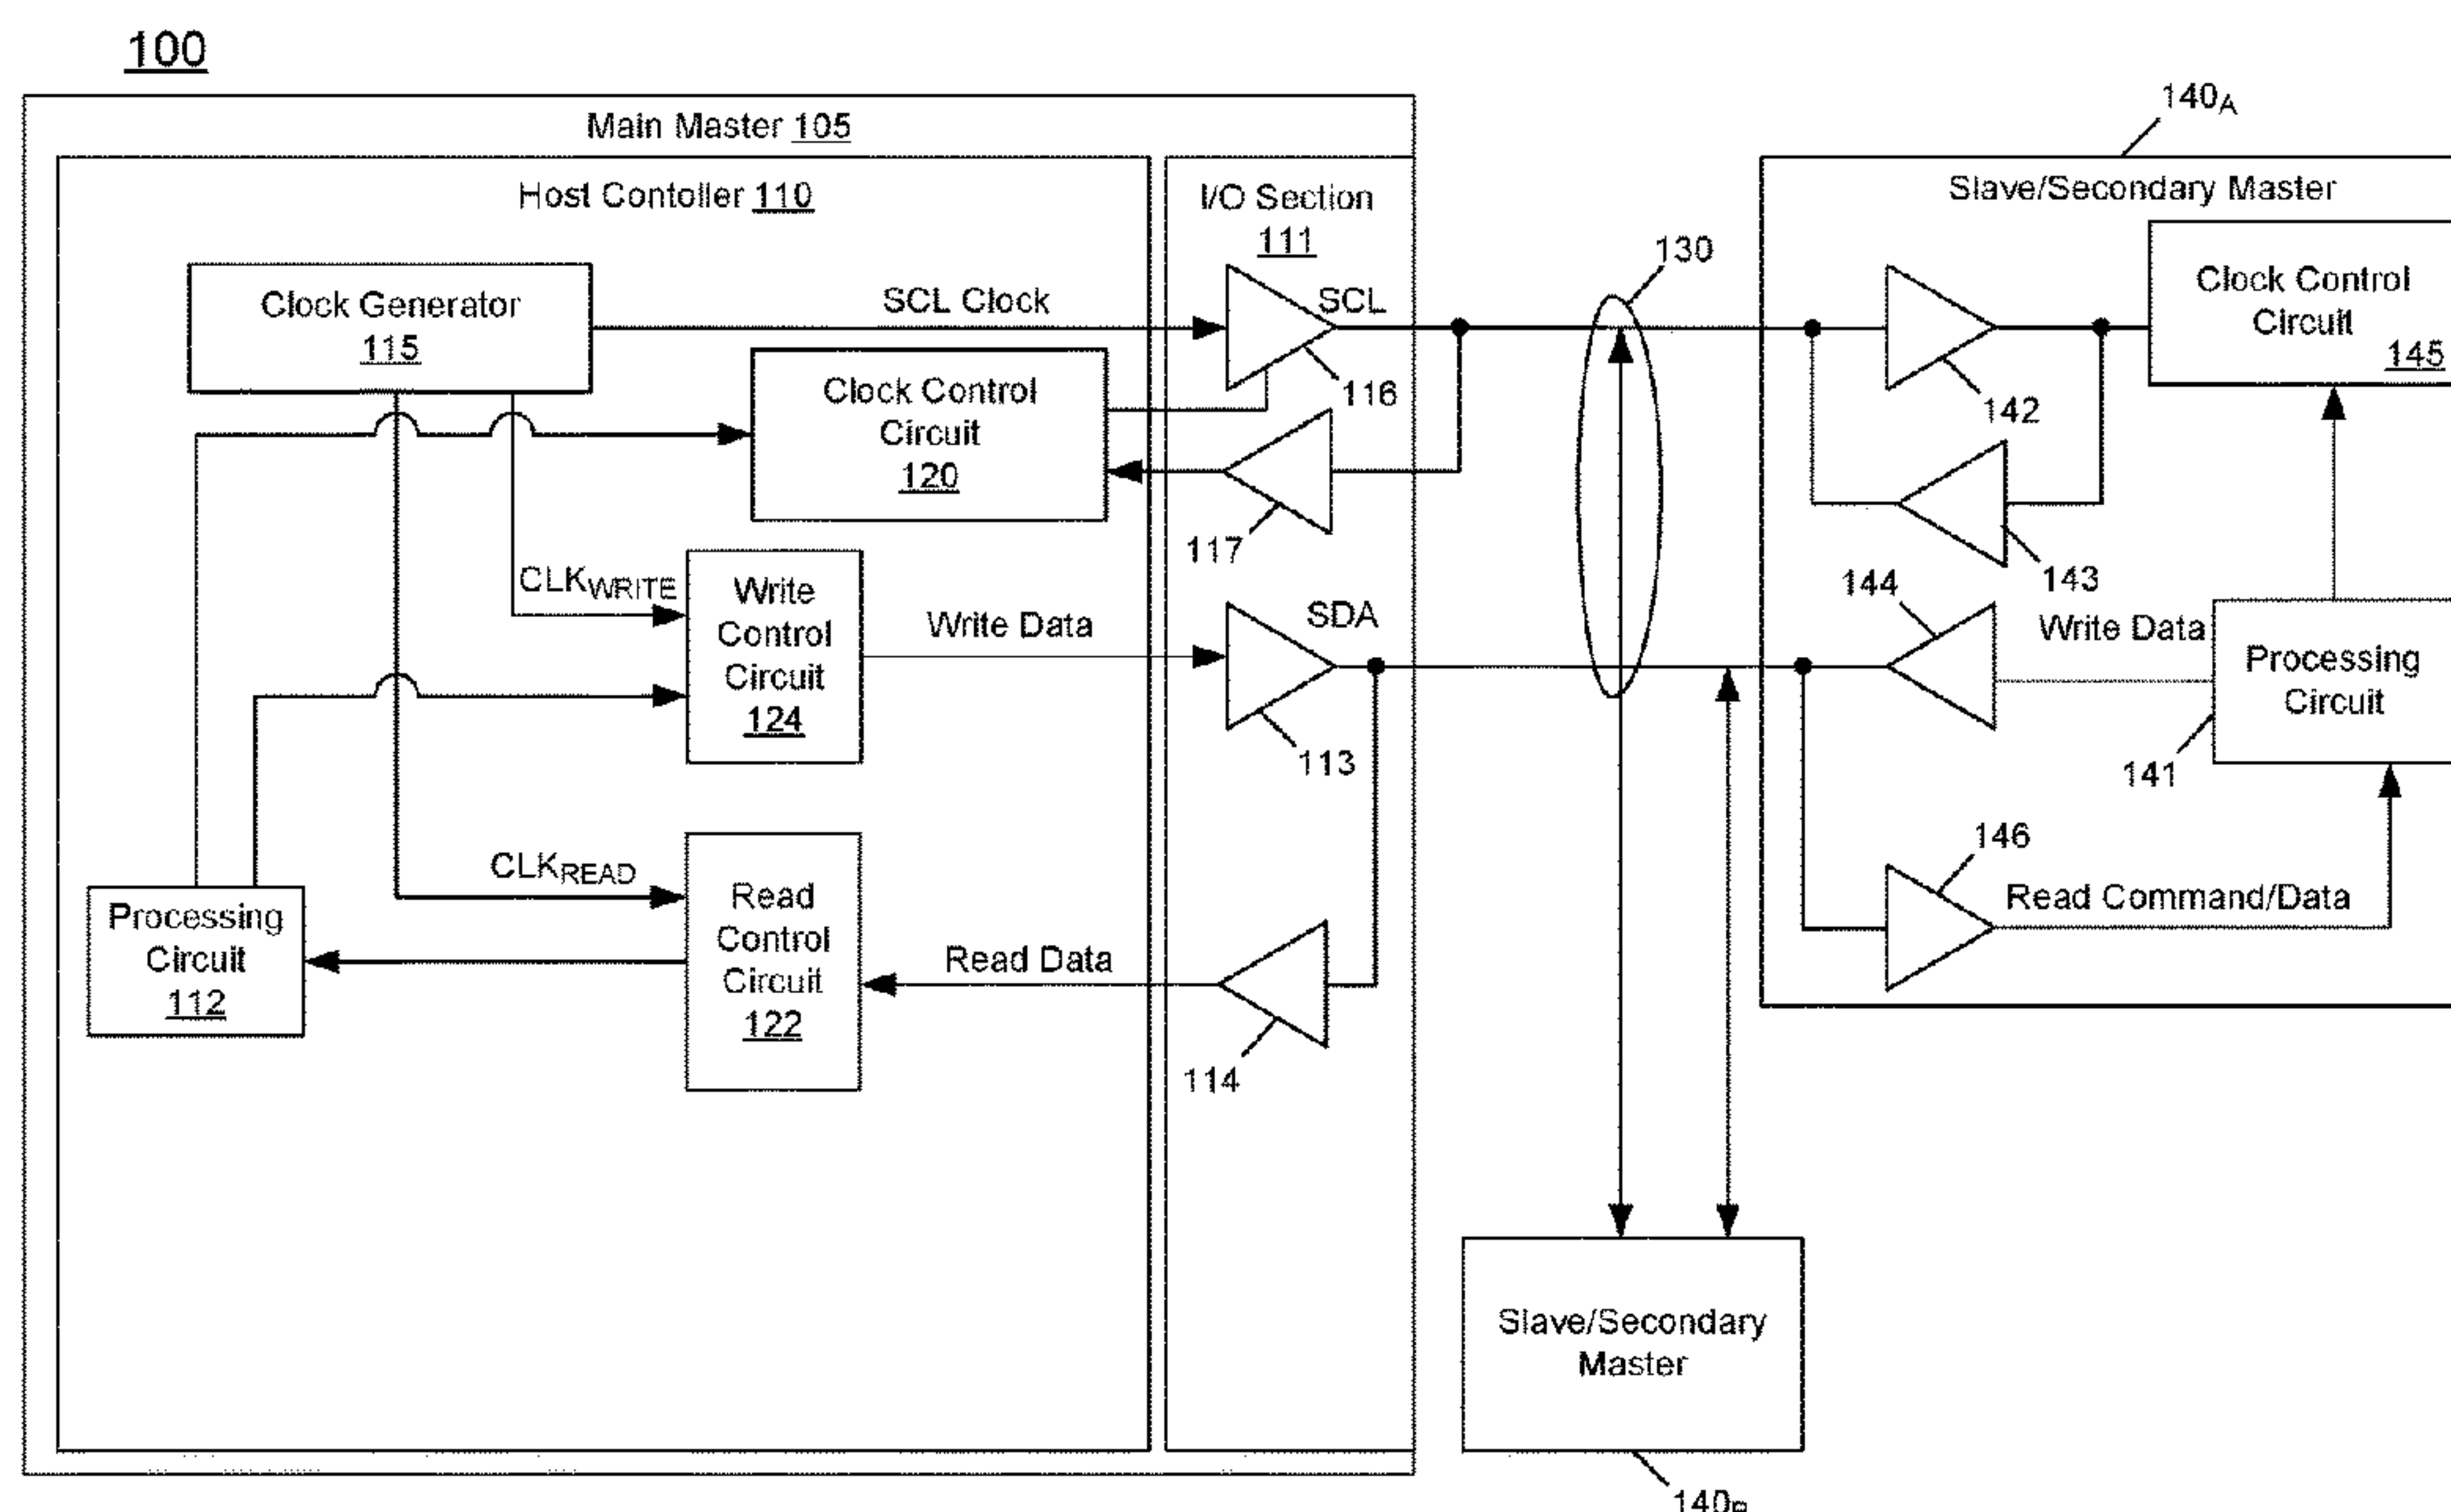 100
Main Master 105
Host Contoller 110
I/O Section
111
Clock Generator
115
SCL Clock
SCL
116
Clock Control
Circuit
120
117
CLKWRITE
Write
Control
Circuit
124
Write Data
SDA
113
CLKREAD
Read
Control
Circuit
122
Read Data
114
Processing
Circuit
112
130
140A
Slave/Secondary Master
Clock Control
Circuit
145
142
143
144
Write Data
Processing
Circuit
141
146
Read Command/Data
Slave/Secondary
Master
140B